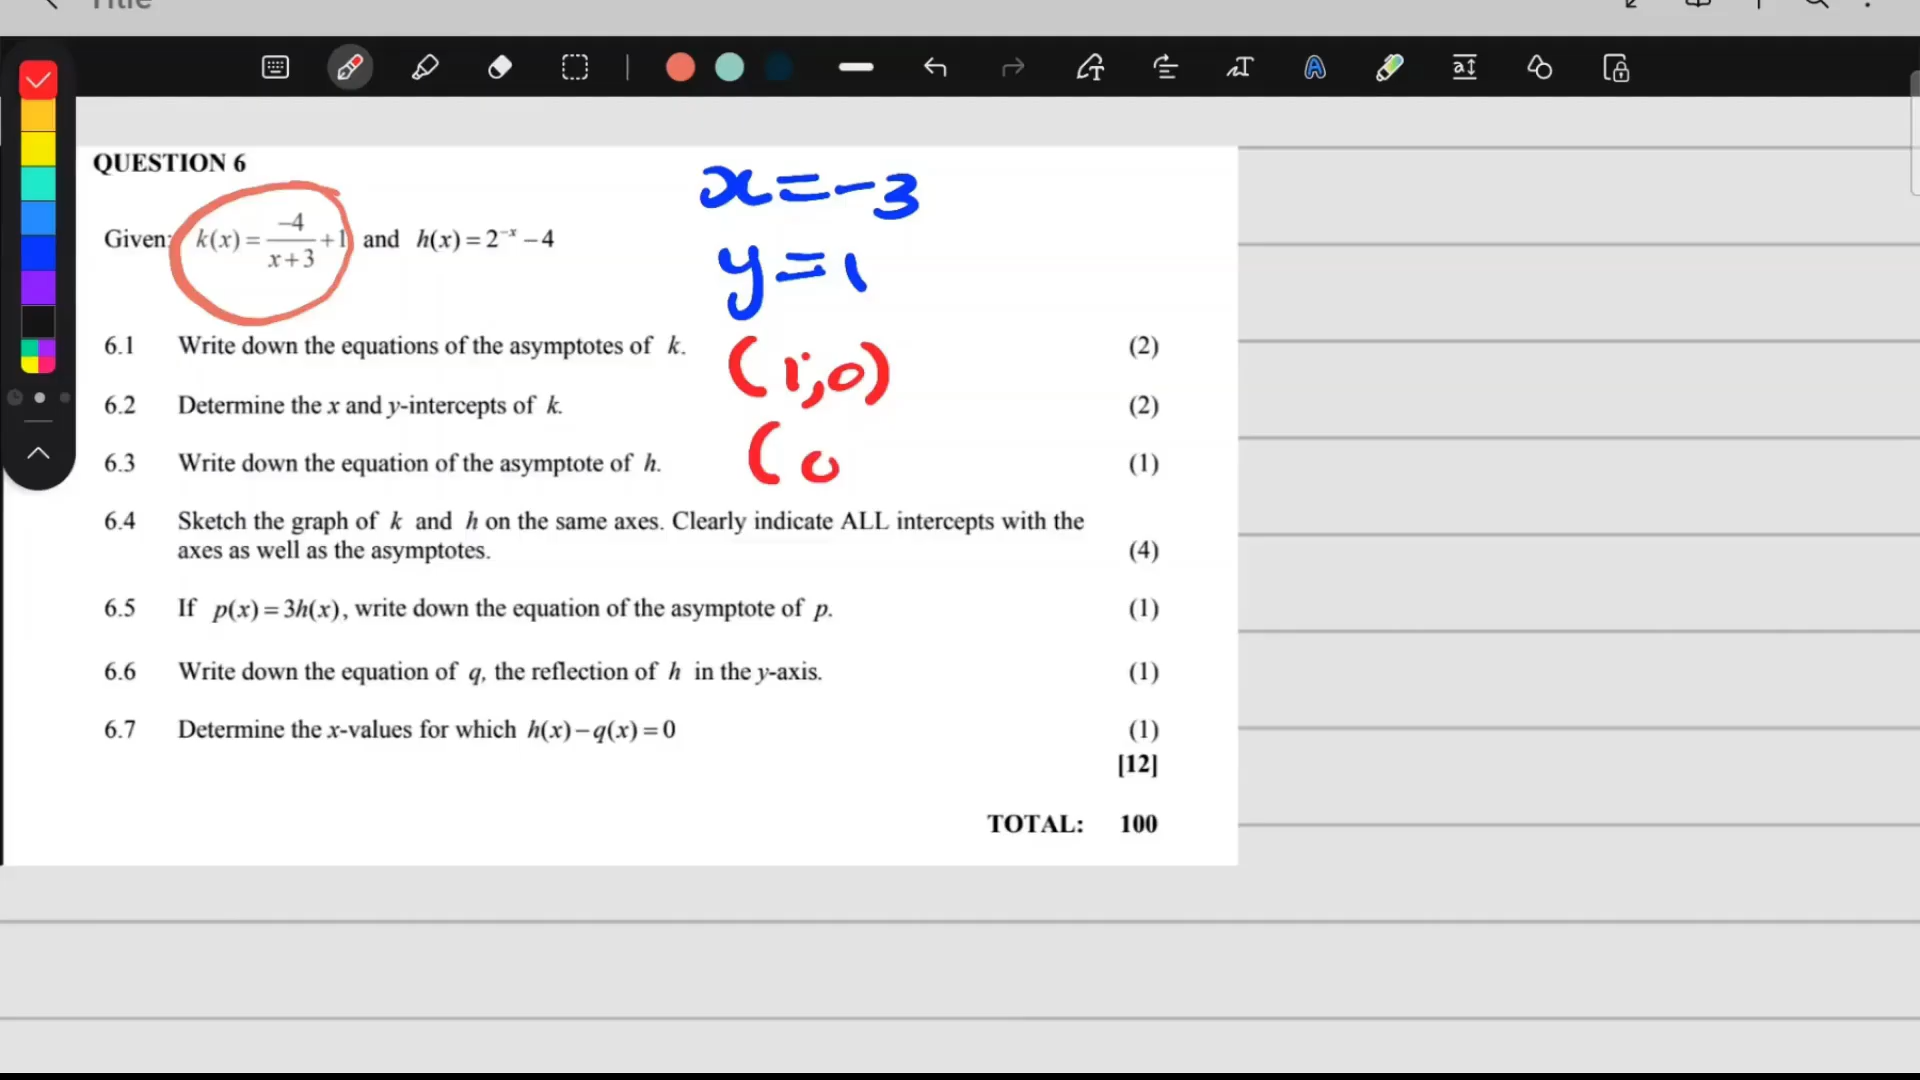 QUESTION 6
x = -3
Given: k(x) = \frac{-4}{x+3} + 1 and h(x) = 2^{-x} - 4
y = 1
6.1 Write down the equations of the asymptotes of k. (2)
(1;0)
6.2 Determine the x and y-intercepts of k. (2)
(0
6.3 Write down the equation of the asymptote of h. (1)
6.4 Sketch the graph of k and h on the same axes. Clearly indicate ALL intercepts with the
axes as well as the asymptotes. (4)
6.5 If p(x) = 3h(x), write down the equation of the asymptote of p. (1)
6.6 Write down the equation of q, the reflection of h in the y-axis. (1)
6.7 Determine the x-values for which h(x) – q(x) = 0 (1)
[12]
TOTAL: 100